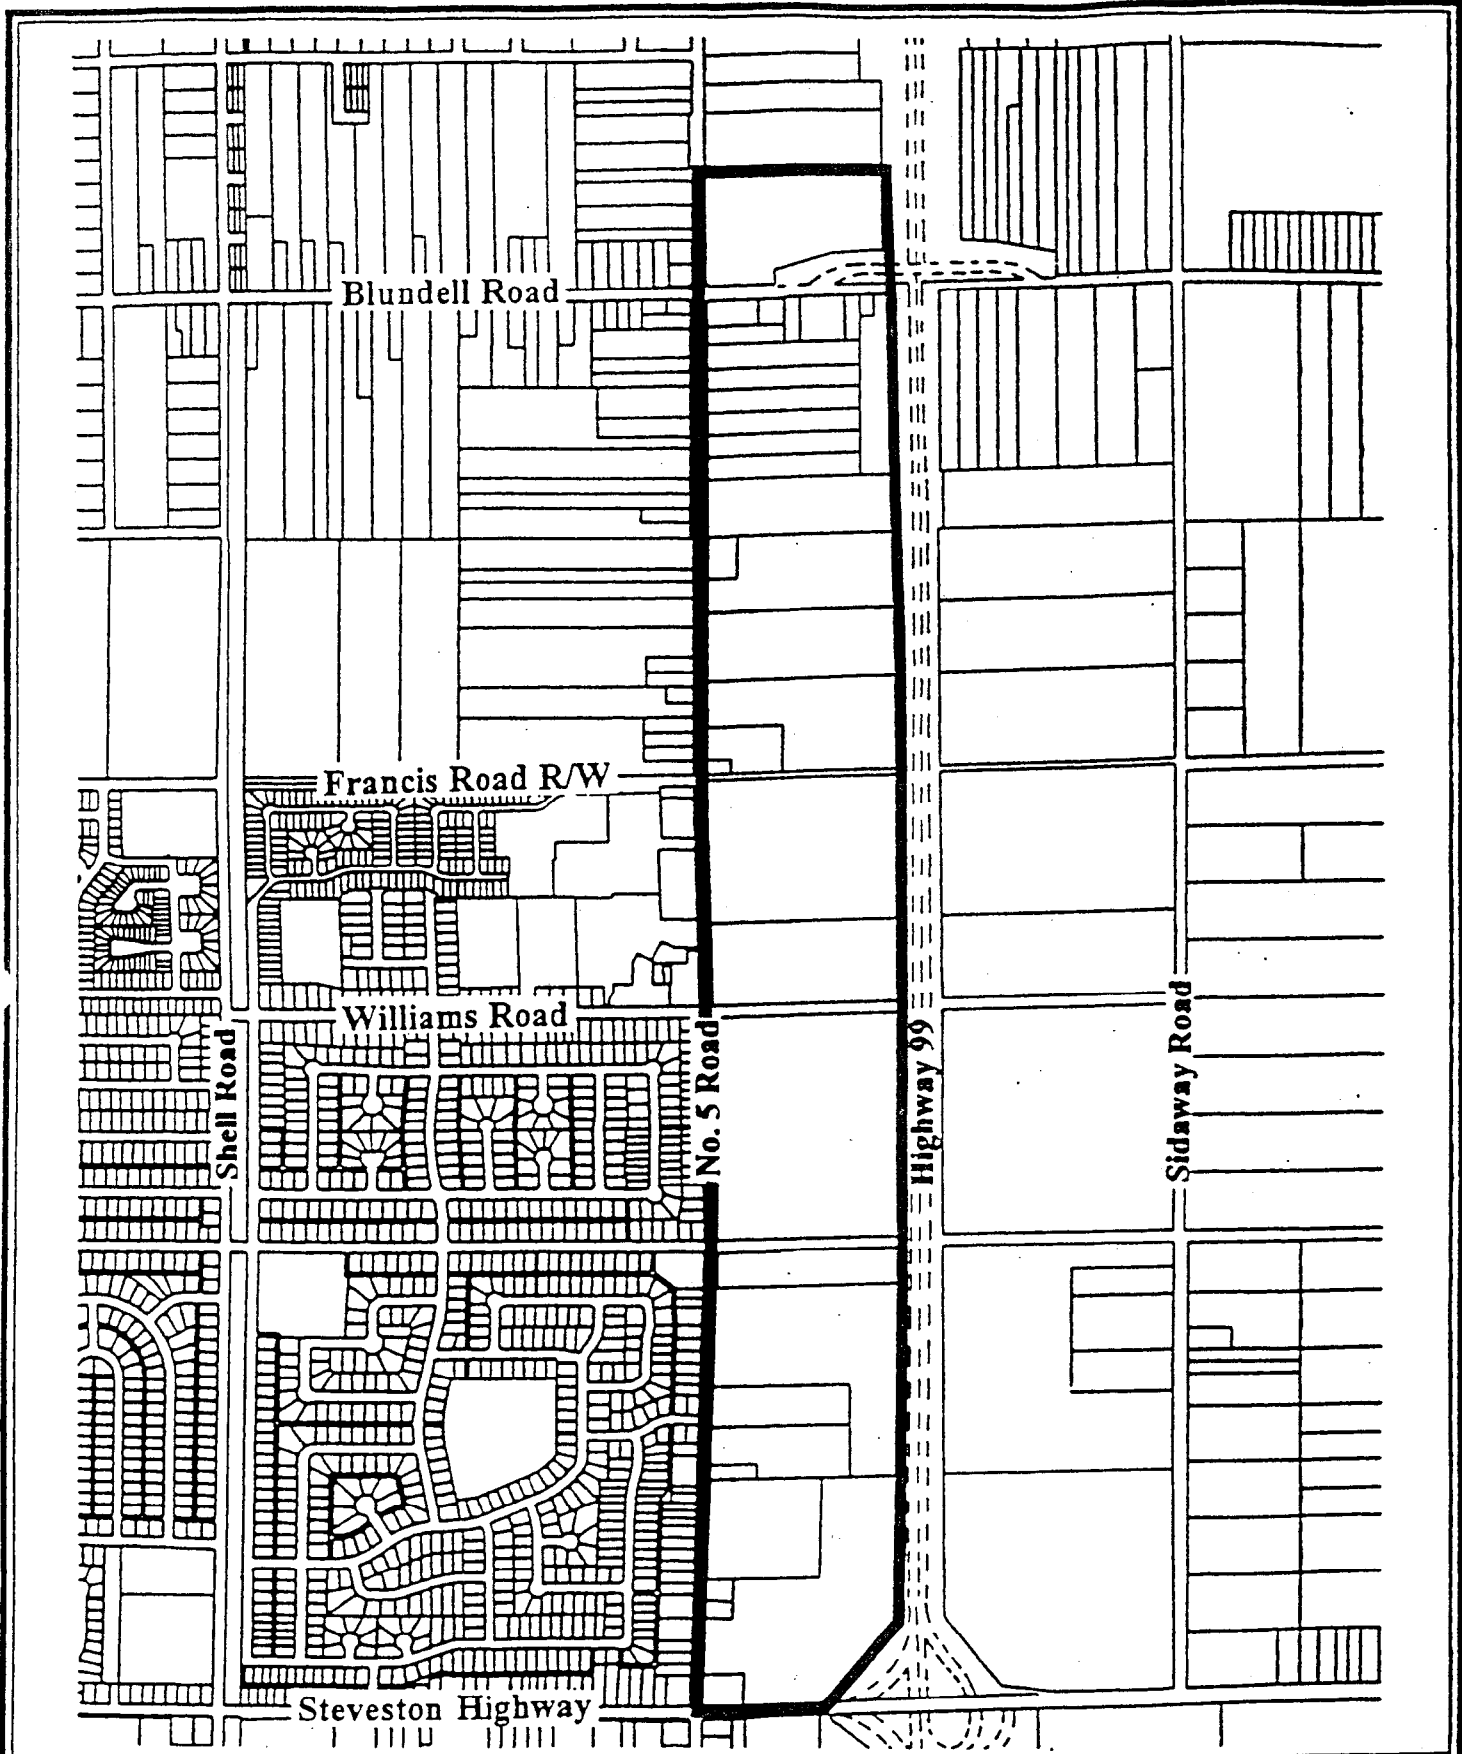 Blundell Road
Francis Road R/W
Williams Road
Shell Road
No. 5 Road
Highway 99
Sidaway Road
Steveston Highway